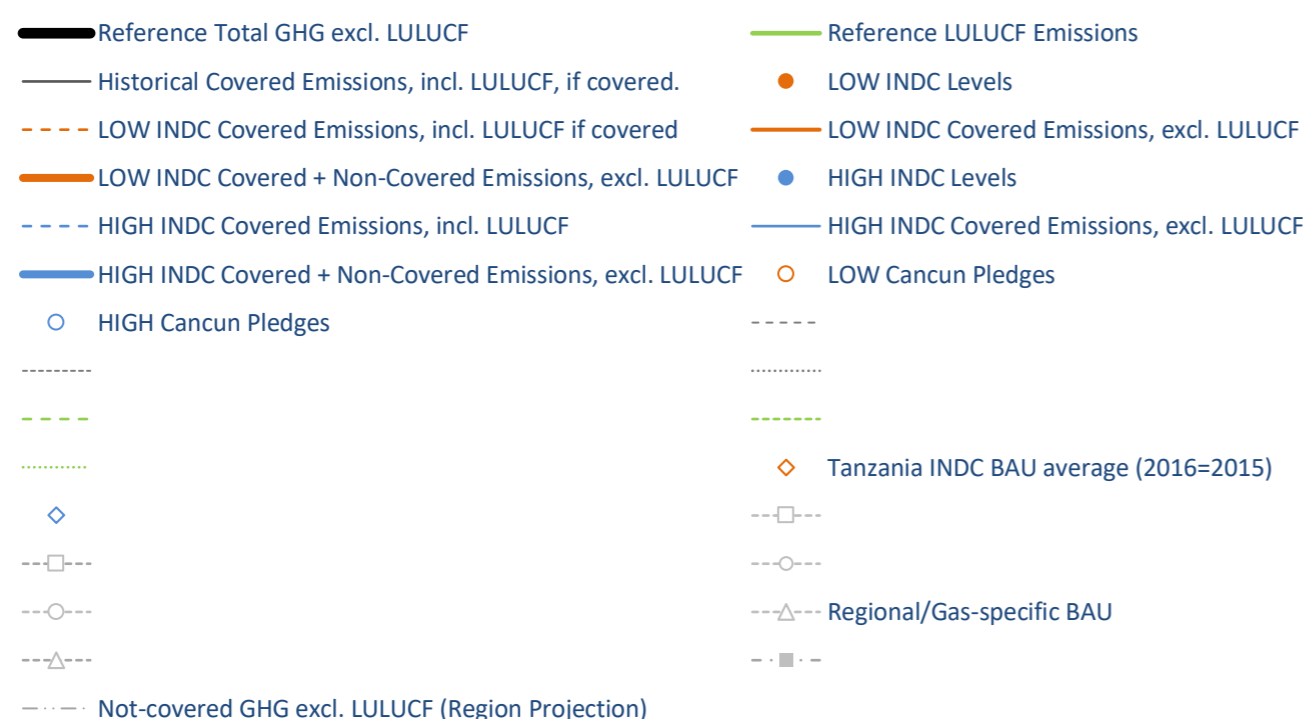 Reference Total GHG excl. LULUCF
Reference LULUCF Emissions
Historical Covered Emissions, incl. LULUCF, if covered.
LOW INDC Levels
LOW INDC Covered Emissions, incl. LULUCF if covered
LOW INDC Covered Emissions, excl. LULUCF
LOW INDC Covered + Non-Covered Emissions, excl. LULUCF
HIGH INDC Levels
HIGH INDC Covered Emissions, incl. LULUCF
HIGH INDC Covered Emissions, excl. LULUCF
HIGH INDC Covered + Non-Covered Emissions, excl. LULUCF
LOW Cancun Pledges
HIGH Cancun Pledges
Tanzania INDC BAU average (2016=2015)
Regional/Gas-specific BAU
Not-covered GHG excl. LULUCF (Region Projection)